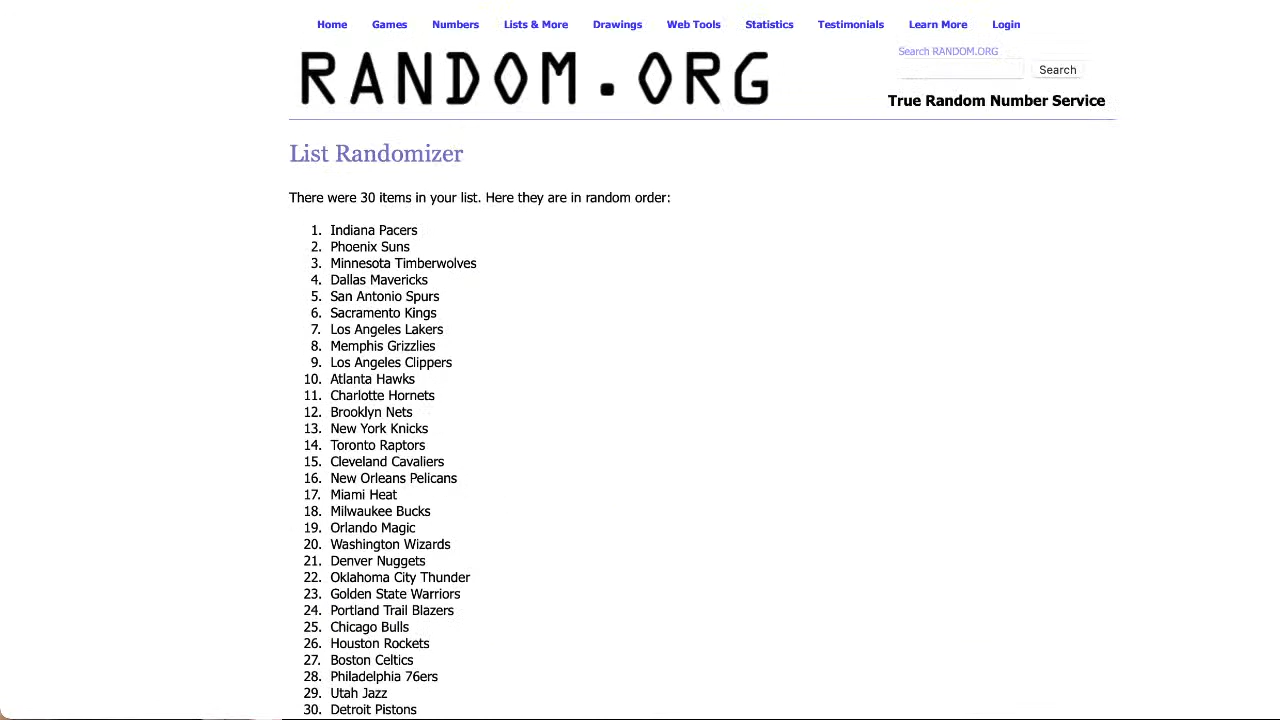 Home Games Numbers Lists & More Drawings Web Tools Statistics Testimonials Learn More Login
RANDOM.ORG
Search RANDOM.ORG
Search
True Random Number Service
List Randomizer
There were 30 items in your list. Here they are in random order:
1. Indiana Pacers
2. Phoenix Suns
3. Minnesota Timberwolves
4. Dallas Mavericks
5. San Antonio Spurs
6. Sacramento Kings
7. Los Angeles Lakers
8. Memphis Grizzlies
9. Los Angeles Clippers
10. Atlanta Hawks
11. Charlotte Hornets
12. Brooklyn Nets
13. New York Knicks
14. Toronto Raptors
15. Cleveland Cavaliers
16. New Orleans Pelicans
17. Miami Heat
18. Milwaukee Bucks
19. Orlando Magic
20. Washington Wizards
21. Denver Nuggets
22. Oklahoma City Thunder
23. Golden State Warriors
24. Portland Trail Blazers
25. Chicago Bulls
26. Houston Rockets
27. Boston Celtics
28. Philadelphia 76ers
29. Utah Jazz
30. Detroit Pistons